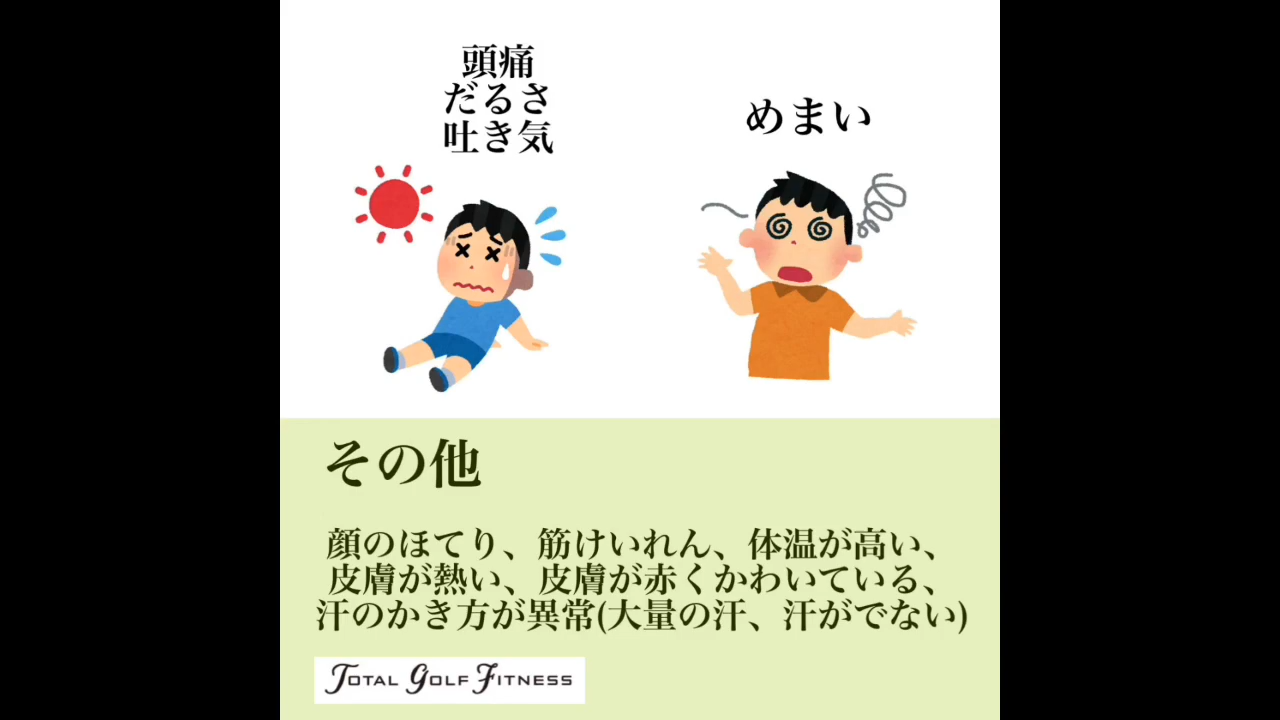 頭痛
だるさ
吐き気
めまい
その他
顔のほてり、筋けいれん、体温が高い、
皮膚が熱い、皮膚が赤くかわいている、
汗のかき方が異常(大量の汗、汗がでない)
TOTAL GOLF FITNESS